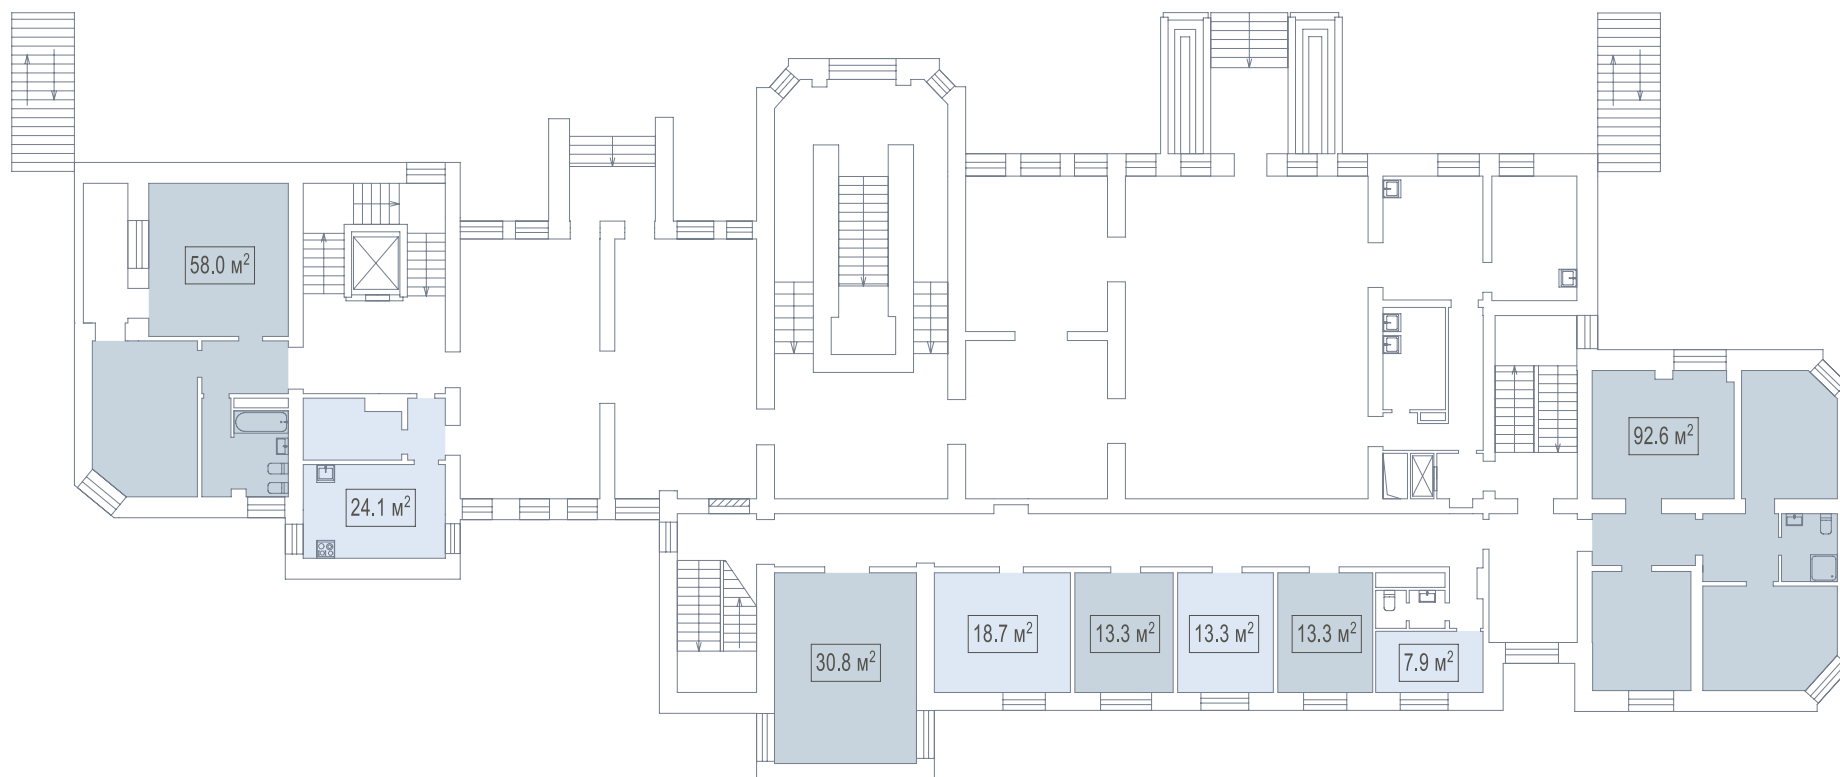 58.0 м²
92.6 м²
24.1 м²
30.8 м²
18.7 м²
13.3 м²
13.3 м²
13.3 м²
7.9 м²